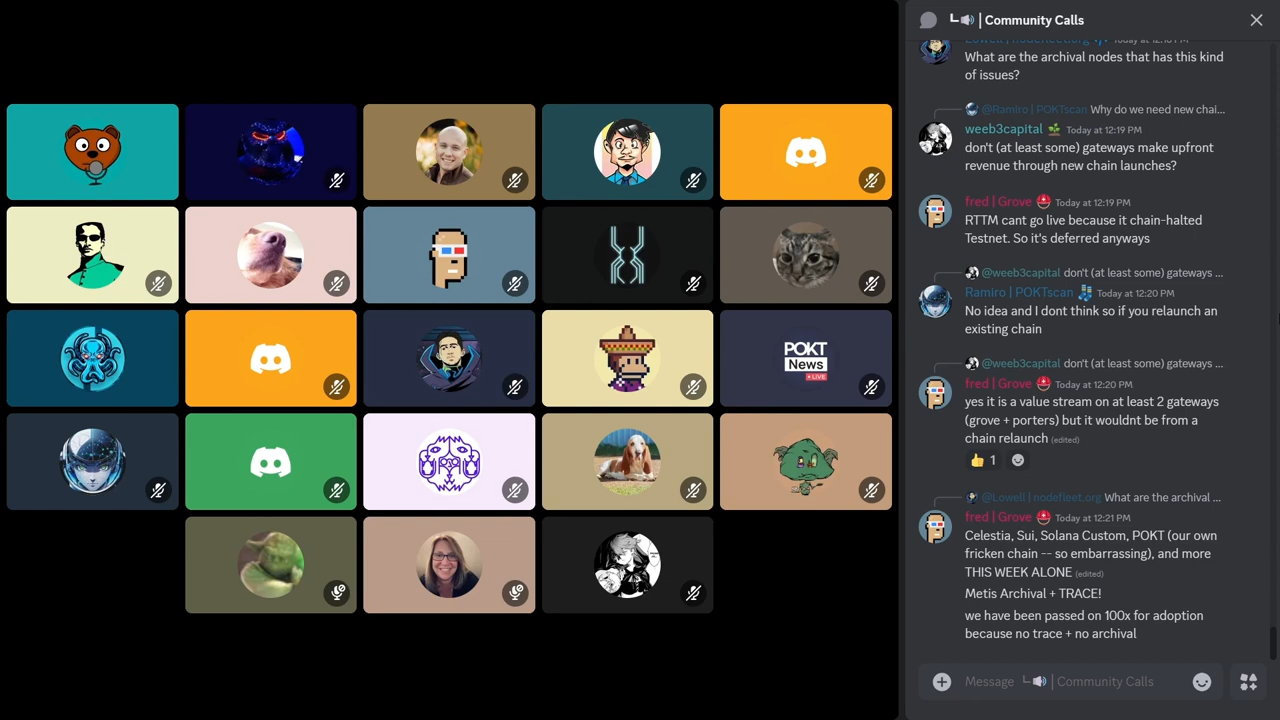 POKT
News
LIVE
└ | Community Calls
Lowell | nodefleet.org Today at 12:18 PM
What are the archival nodes that has this kind
of issues?
@Ramiro | POKTscan Why do we need new chai...
weeb3capital Today at 12:19 PM
don't (at least some) gateways make upfront
revenue through new chain launches?
fred | Grove Today at 12:19 PM
RTTM cant go live because it chain-halted
Testnet. So it's deferred anyways
@weeb3capital don't (at least some) gateways ...
Ramiro | POKTscan Today at 12:20 PM
No idea and I dont think so if you relaunch an
existing chain
@weeb3capital don't (at least some) gateways ...
fred | Grove Today at 12:20 PM
yes it is a value stream on at least 2 gateways
(grove + porters) but it wouldnt be from a
chain relaunch (edited)
👍 1
@Lowell | nodefleet.org What are the archival ...
fred | Grove Today at 12:21 PM
Celestia, Sui, Solana Custom, POKT (our own
fricken chain -- so embarrassing), and more
THIS WEEK ALONE (edited)
Metis Archival + TRACE!
we have been passed on 100x for adoption
because no trace + no archival
Message └ | Community Calls